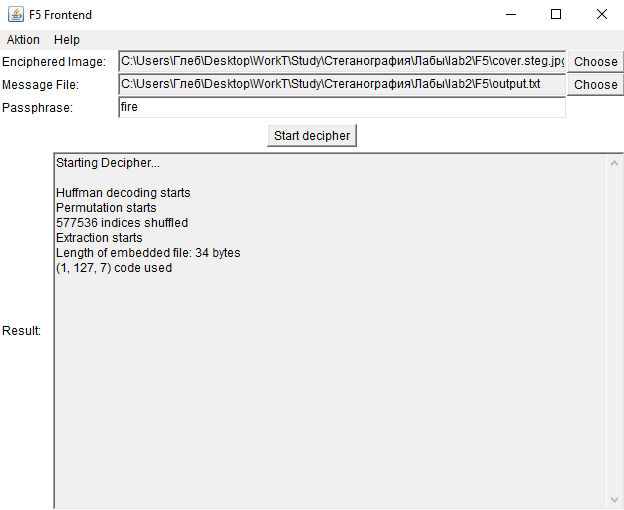 F5 Frontend
Aktion Help
Enciphered Image: C:\Users\Глеб\Desktop\WorkT\Study\Стеганография\Лабы\lab2\F5\cover.steg.jpg Choose
Message File: C:\Users\Глеб\Desktop\WorkT\Study\Стеганография\Лабы\lab2\F5\output.txt Choose
Passphrase: fire
Start decipher
Starting Decipher...
Huffman decoding starts
Permutation starts
577536 indices shuffled
Extraction starts
Length of embedded file: 34 bytes
(1, 127, 7) code used
Result: